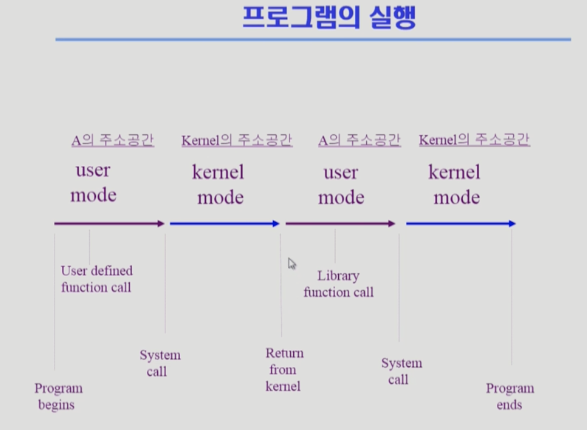 프로그램의 실행
A의 주소공간 Kernel의 주소공간 A의 주소공간 Kernel의 주소공간
user kernel user kernel
mode mode mode mode
User defined
function call
Library
function call
System
call
Return
from
kernel
System
call
Program
begins
Program
ends